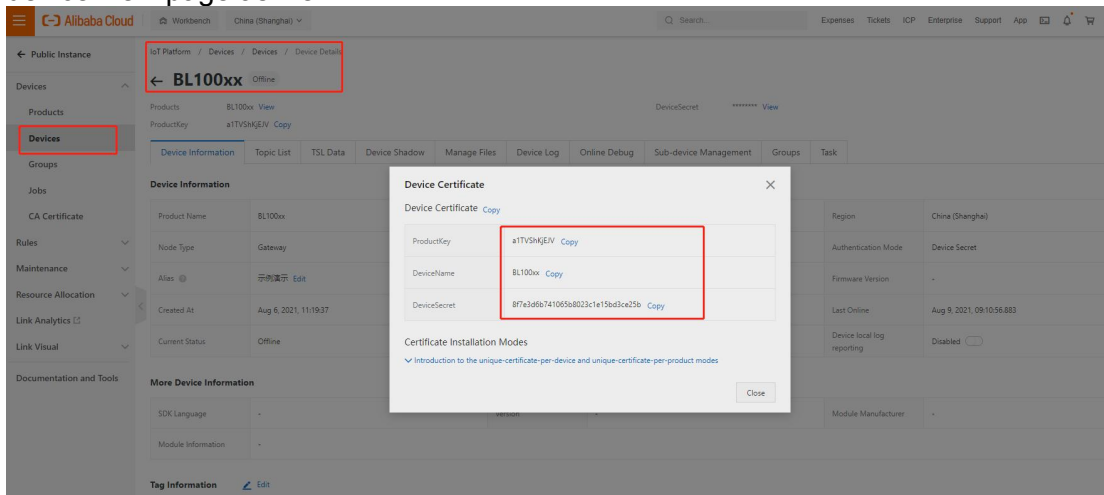 Alibaba Cloud Workbench China (Shanghai) Search... Expenses Tickets ICP Enterprise Support App
← Public Instance
IoT Platform / Devices / Devices / Device Details
← BL100xx Offline
Products BL100xx View DeviceSecret ******** View
ProductKey a1TVShKjEJV Copy
Devices
Products
Devices
Groups
Jobs
CA Certificate
Rules
Maintenance
Resource Allocation
Link Analytics
Link Visual
Documentation and Tools
Device Information Topic List TSL Data Device Shadow Manage Files Device Log Online Debug Sub-device Management Groups Task
Device Information
Product Name BL100xx Region China (Shanghai)
Node Type Gateway Authentication Mode Device Secret
Alias 示例演示 Edit Firmware Version -
Created At Aug 6, 2021, 11:19:37 Last Online Aug 9, 2021, 09:10:56.883
Current Status Offline Device local log reporting Disabled
More Device Information
SDK Language - Version - Module Manufacturer -
Module Information -
Tag Information Edit
Device Certificate
Device Certificate Copy
ProductKey a1TVShKjEJV Copy
DeviceName BL100xx Copy
DeviceSecret 8f7e3d6b741065b8023c1e15bd3ce25b Copy
Certificate Installation Modes
Introduction to the unique-certificate-per-device and unique-certificate-per-product modes
Close